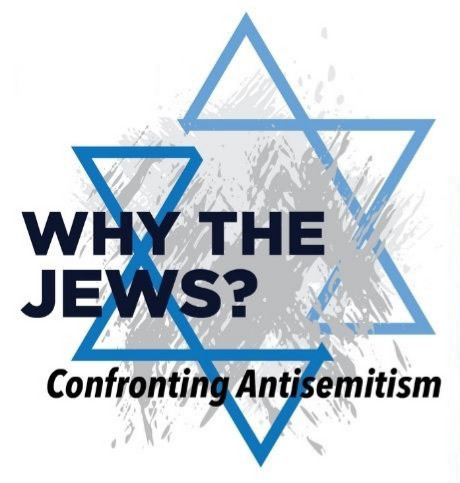 WHY THE
JEWS?
Confronting Antisemitism